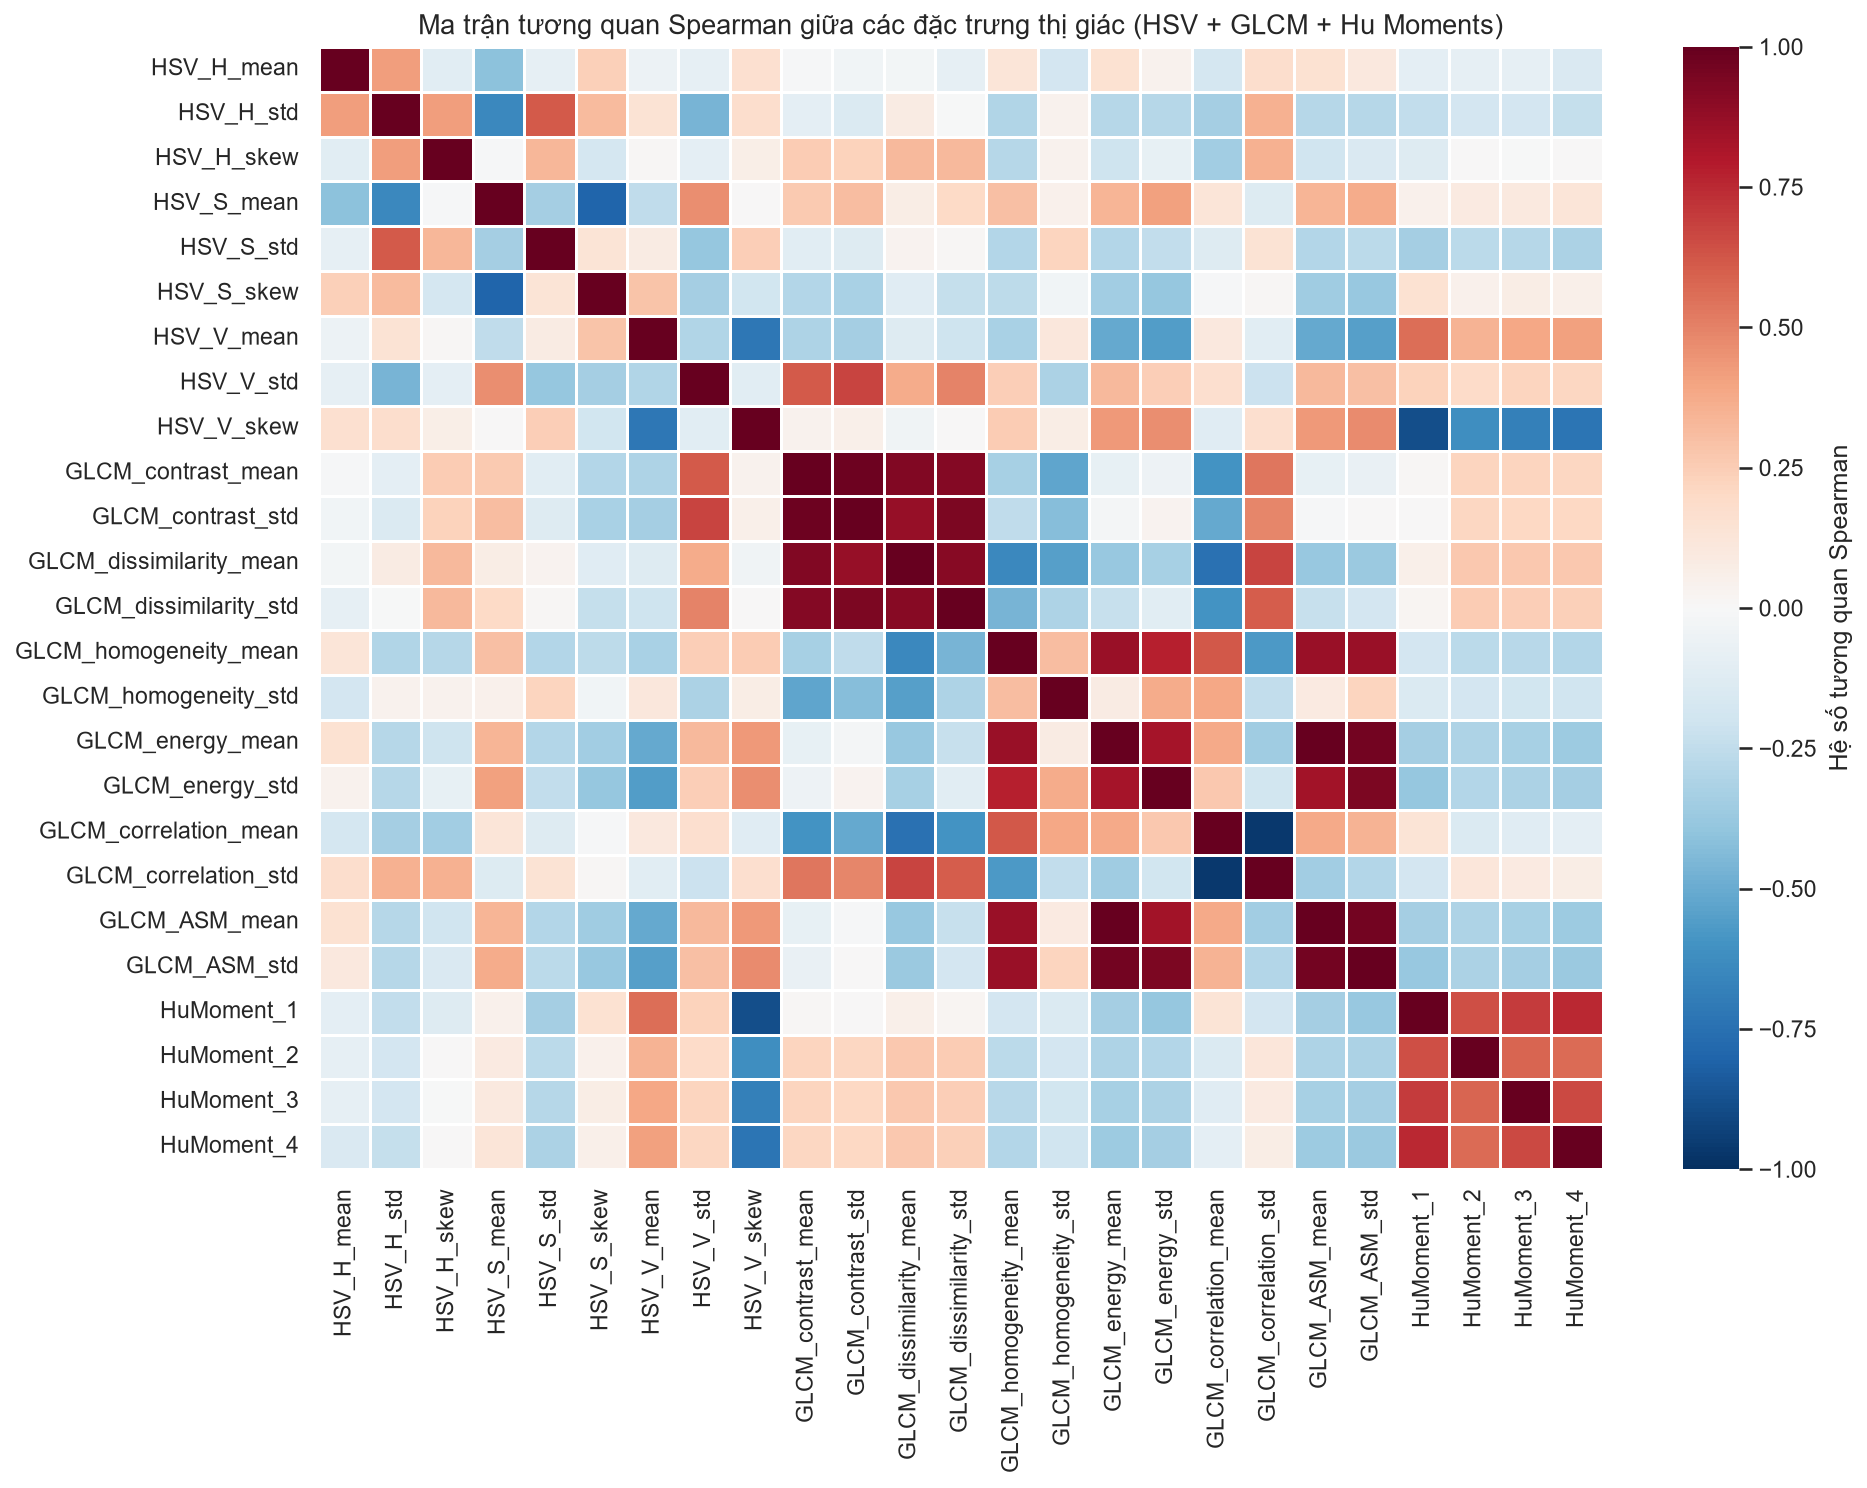 Ma trận tương quan Spearman giữa các đặc trưng thị giác (HSV + GLCM + Hu Moments)
HSV_H_mean
HSV_H_std
HSV_H_skew
HSV_S_mean
HSV_S_std
HSV_S_skew
HSV_V_mean
HSV_V_std
HSV_V_skew
GLCM_contrast_mean
GLCM_contrast_std
GLCM_dissimilarity_mean
GLCM_dissimilarity_std
GLCM_homogeneity_mean
GLCM_homogeneity_std
GLCM_energy_mean
GLCM_energy_std
GLCM_correlation_mean
GLCM_correlation_std
GLCM_ASM_mean
GLCM_ASM_std
HuMoment_1
HuMoment_2
HuMoment_3
HuMoment_4
HSV_H_mean
HSV_H_std
HSV_H_skew
HSV_S_mean
HSV_S_std
HSV_S_skew
HSV_V_mean
HSV_V_std
HSV_V_skew
GLCM_contrast_mean
GLCM_contrast_std
GLCM_dissimilarity_mean
GLCM_dissimilarity_std
GLCM_homogeneity_mean
GLCM_homogeneity_std
GLCM_energy_mean
GLCM_energy_std
GLCM_correlation_mean
GLCM_correlation_std
GLCM_ASM_mean
GLCM_ASM_std
HuMoment_1
HuMoment_2
HuMoment_3
HuMoment_4
1.00
0.75
0.50
0.25
0.00
−0.25
−0.50
−0.75
−1.00
Hệ số tương quan Spearman